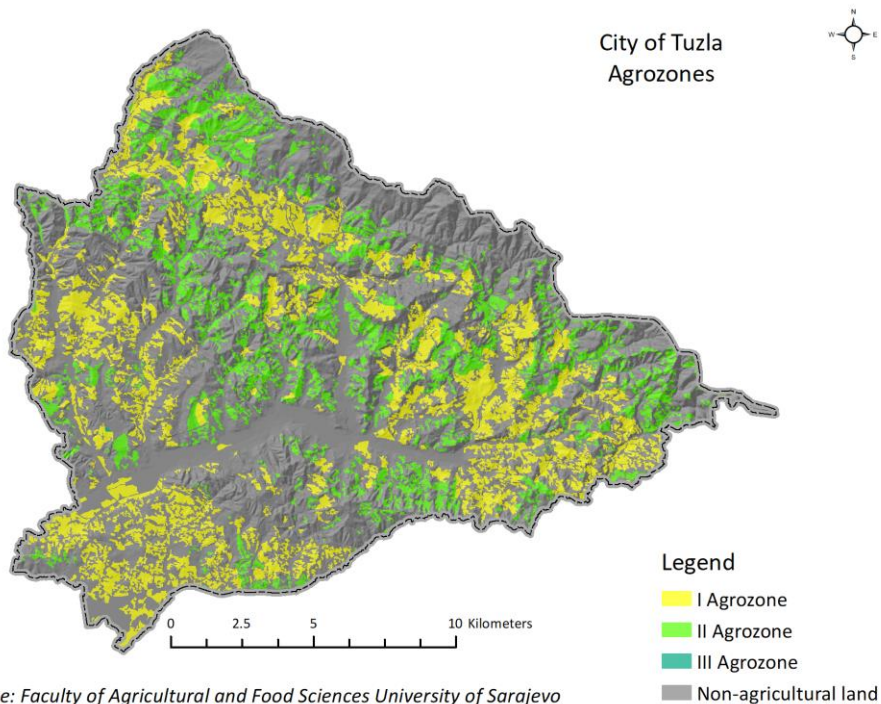 City of Tuzla
Agrozones
N
W E
S
Legend
I Agrozone
II Agrozone
III Agrozone
Non-agricultural land
0 2.5 5 10 Kilometers
e: Faculty of Agricultural and Food Sciences University of Sarajevo